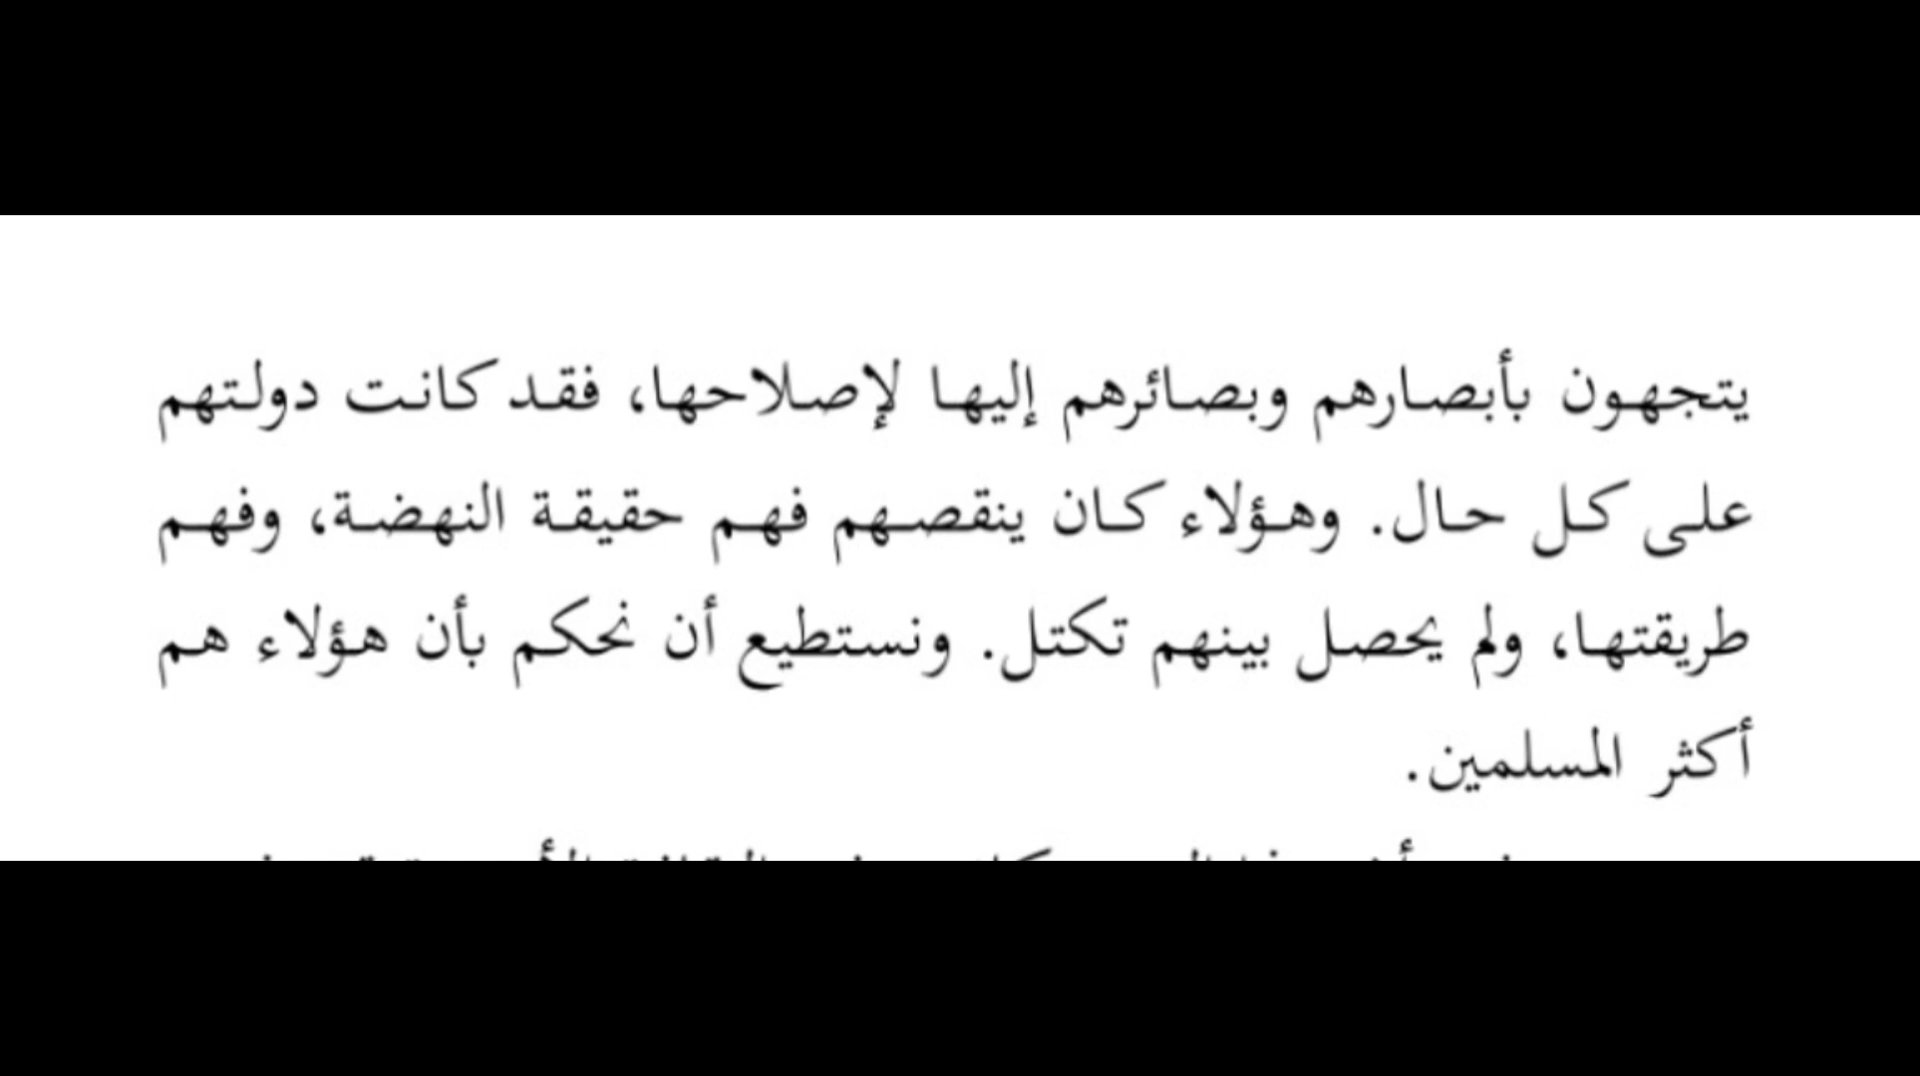 يتجهون بأبصارهم وبصائرهم إليها لإصلاحها، فقد كانت دولتهم
على كل حال. وهؤلاء كان ينقصهم فهم حقيقة النهضة، وفهم
طريقتها، ولم يحصل بينهم تكتل. ونستطيع أن نحكم بأن هؤلاء هم
أكثر المسلمين.